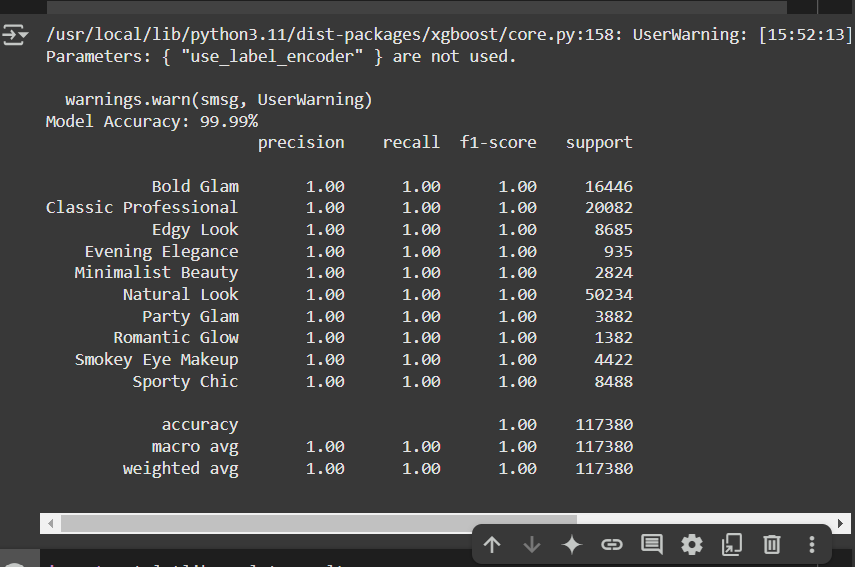 /usr/local/lib/python3.11/dist-packages/xgboost/core.py:158: UserWarning: [15:52:13]
Parameters: { "use_label_encoder" } are not used.
warnings.warn(smsg, UserWarning)
Model Accuracy: 99.99%
precision recall f1-score support
Bold Glam 1.00 1.00 1.00 16446
Classic Professional 1.00 1.00 1.00 20082
Edgy Look 1.00 1.00 1.00 8685
Evening Elegance 1.00 1.00 1.00 935
Minimalist Beauty 1.00 1.00 1.00 2824
Natural Look 1.00 1.00 1.00 50234
Party Glam 1.00 1.00 1.00 3882
Romantic Glow 1.00 1.00 1.00 1382
Smokey Eye Makeup 1.00 1.00 1.00 4422
Sporty Chic 1.00 1.00 1.00 8488
accuracy 1.00 117380
macro avg 1.00 1.00 1.00 117380
weighted avg 1.00 1.00 1.00 117380